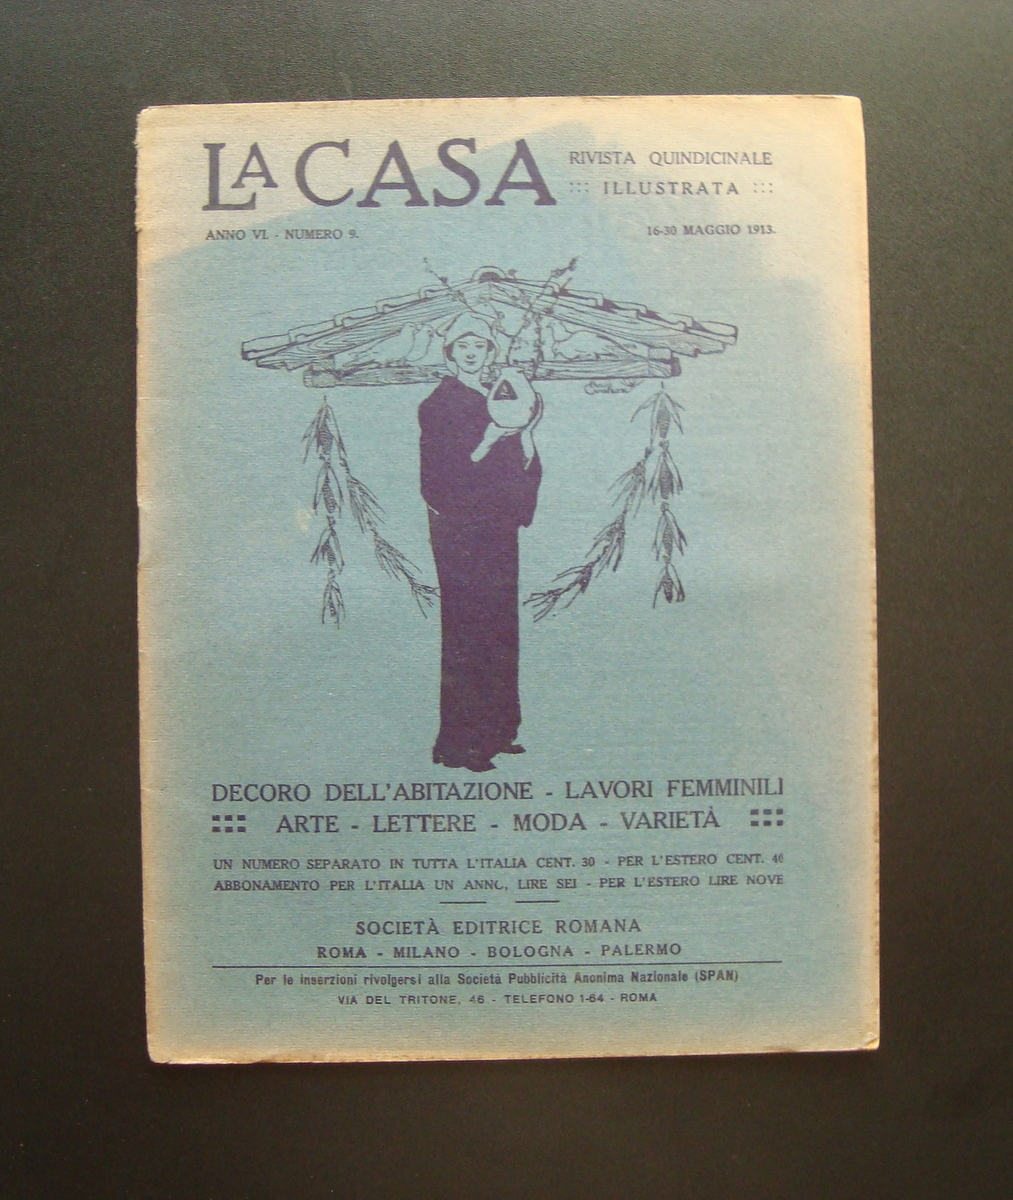 LA CASA
RIVISTA QUINDICINALE
::: ILLUSTRATA :::
ANNO VI. - NUMERO 9.
16-30 MAGGIO 1913.
DECORO DELL'ABITAZIONE - LAVORI FEMMINILI
ARTE - LETTERE - MODA - VARIETÀ
UN NUMERO SEPARATO IN TUTTA L'ITALIA CENT. 30 - PER L'ESTERO CENT.
ABBONAMENTO PER L'ITALIA UN ANNO, LIRE SEI - PER L'ESTERO LIRE NOVE
SOCIETÀ EDITRICE ROMANA
ROMA - MILANO - BOLOGNA - PALERMO
Per le inserzioni rivolgersi alla Società Pubblicità Anonima Nazionale (SPAN)
VIA DEL TRITONE, 46 - TELEFONO 1-64 - ROMA